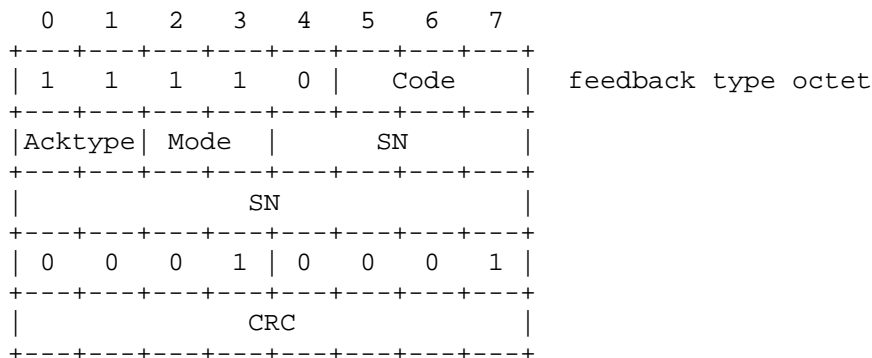 0   1   2   3   4   5   6   7
+---+---+---+---+---+---+---+---+
| 1   1   1   1   0 |   Code    |  feedback type octet
+---+---+---+---+---+---+---+---+
|Acktype| Mode  |      SN       |
+---+---+---+---+---+---+---+---+
|              SN               |
+---+---+---+---+---+---+---+---+
| 0   0   0   1 | 0   0   0   1 |
+---+---+---+---+---+---+---+---+
|              CRC              |
+---+---+---+---+---+---+---+---+